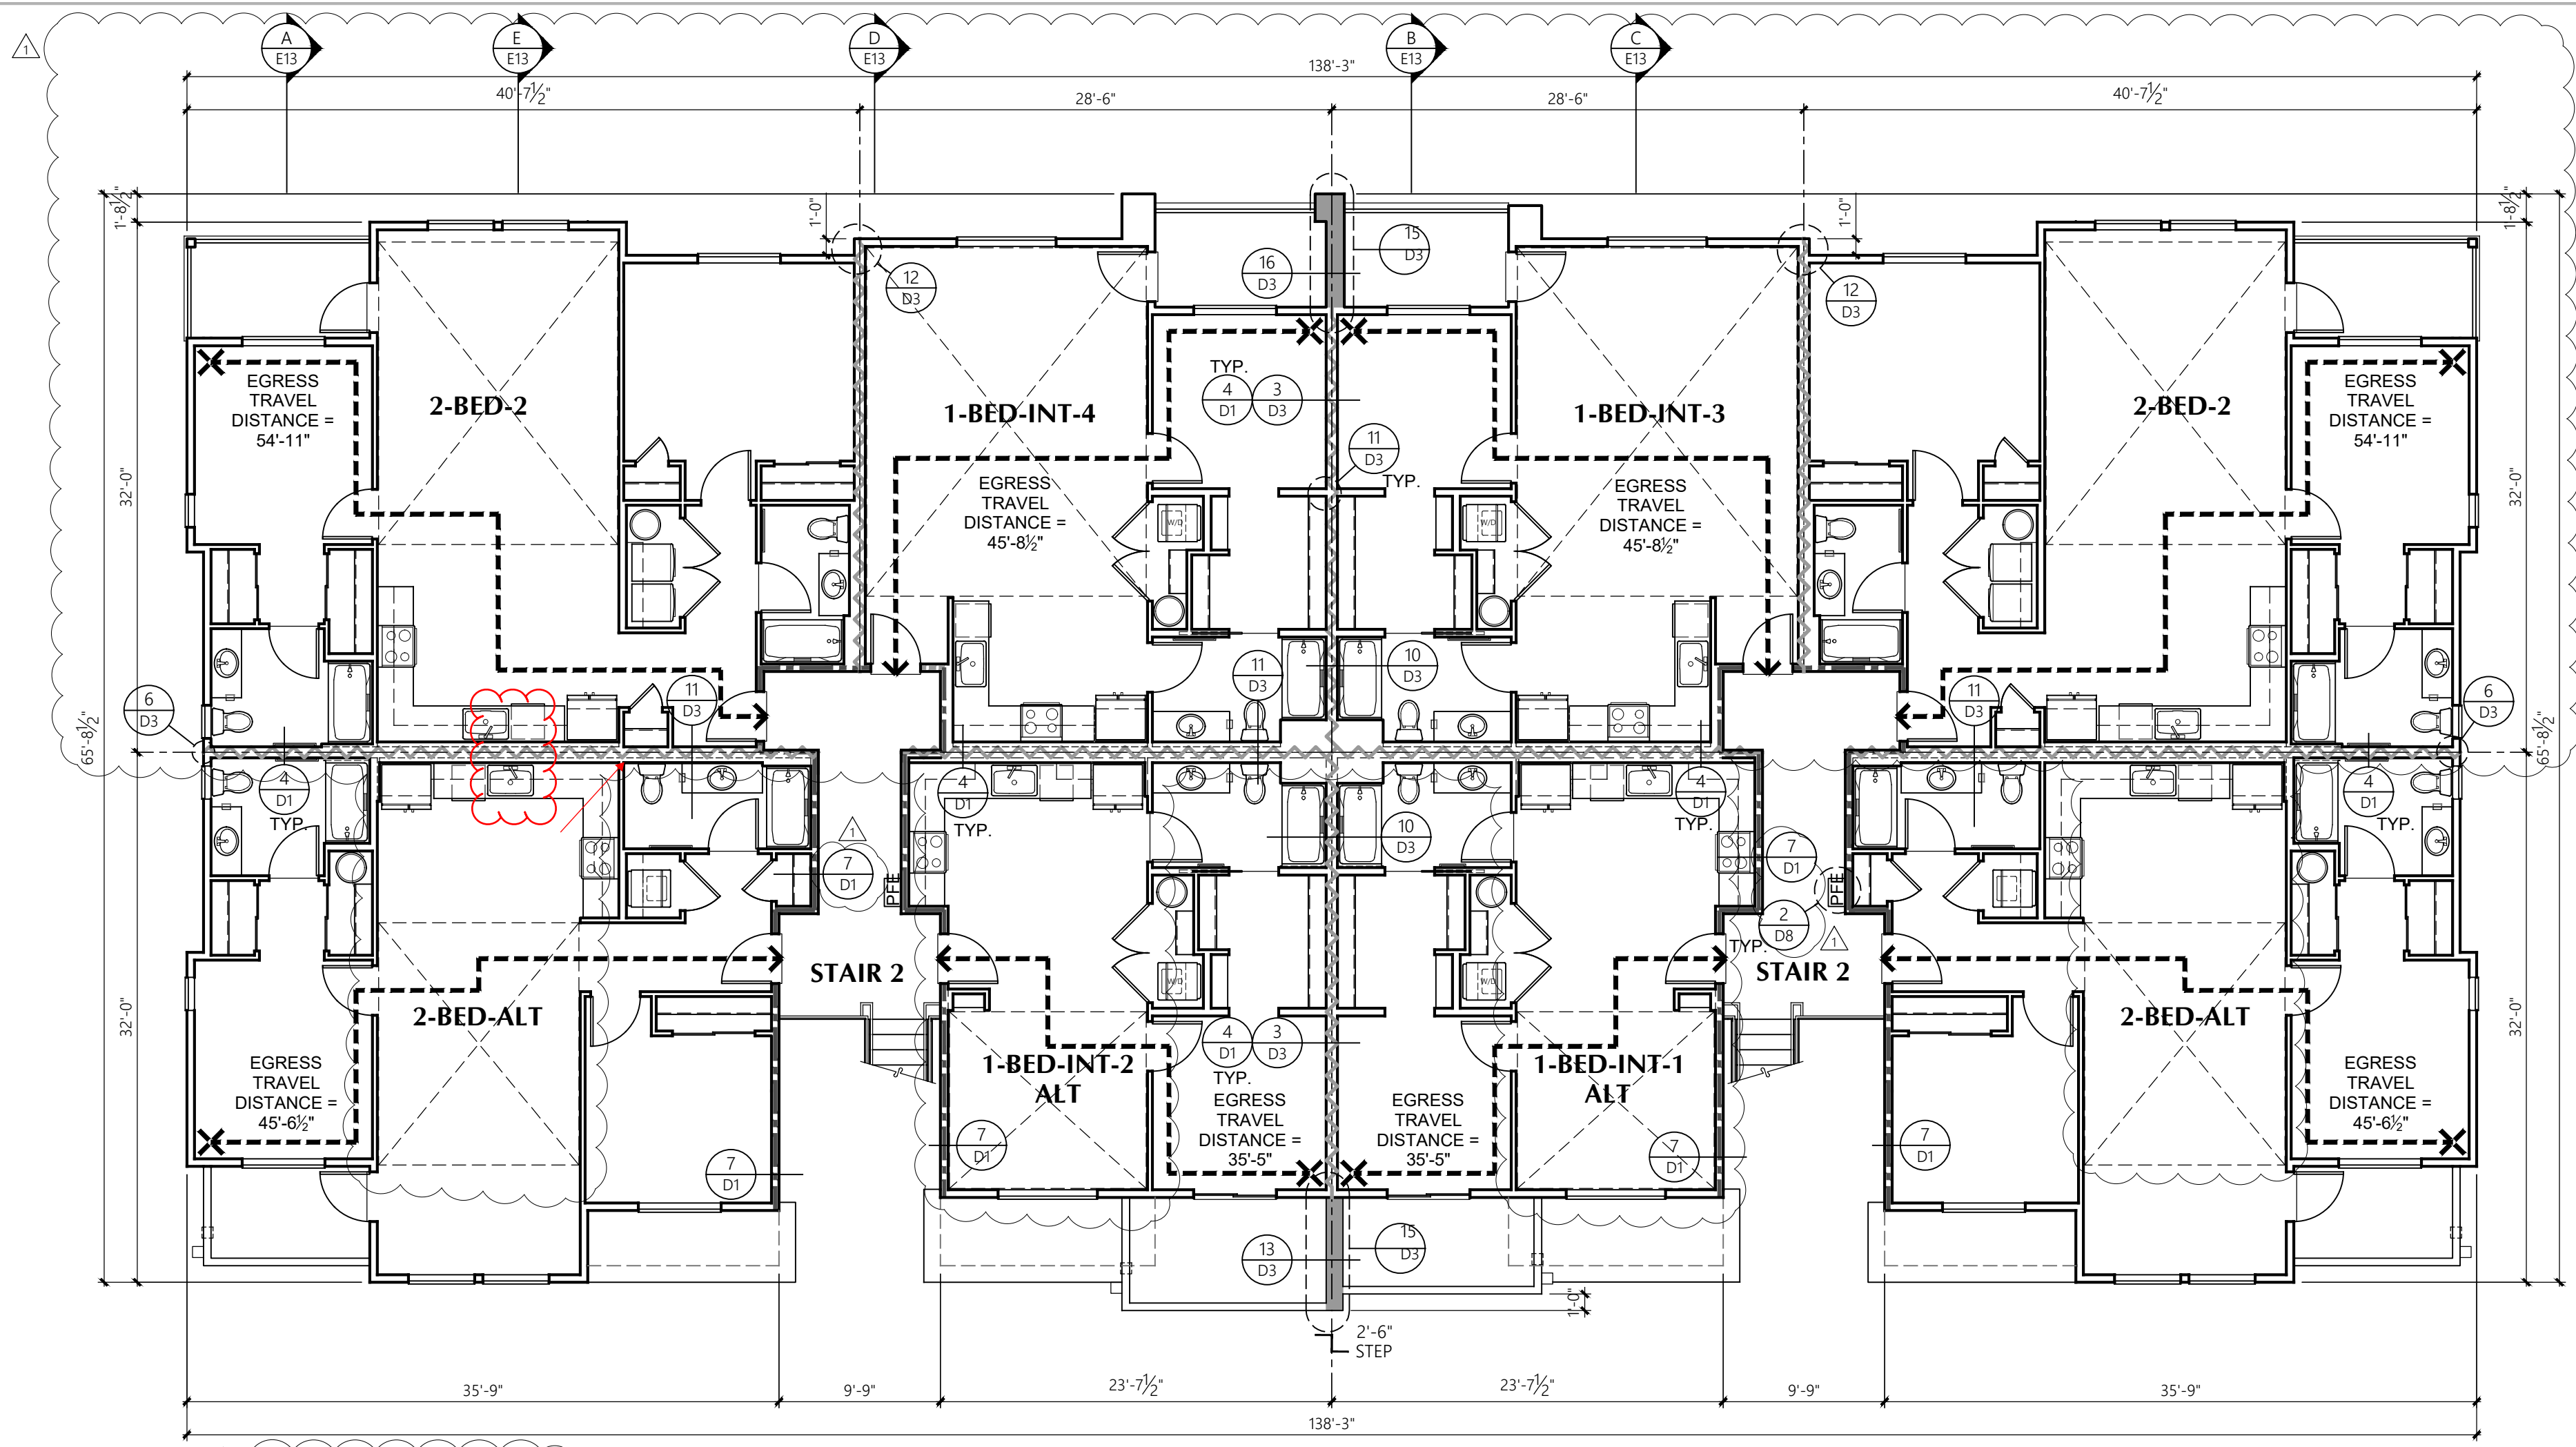 1
A
E13
E
E13
D
E13
B
E13
C
E13
138'-3"
40'-7½"
28'-6"
28'-6"
40'-7½"
1'-8½"
1'-0"
1'-0"
1'-8½"
16
D3
15
D3
12
D3
12
D3
EGRESS
TRAVEL
DISTANCE =
54'-11"
2-BED-2
1-BED-INT-4
TYP.
4
D1
3
D3
1-BED-INT-3
2-BED-2
EGRESS
TRAVEL
DISTANCE =
54'-11"
11
D3
TYP.
32'-0"
EGRESS
TRAVEL
DISTANCE =
45'-8½"
EGRESS
TRAVEL
DISTANCE =
45'-8½"
32'-0"
W/D
W/D
6
D3
11
D3
11
D3
10
D3
11
D3
6
D3
65'-8½"
65'-8½"
4
D1
TYP.
4
D1
TYP.
4
D1
TYP.
4
D1
TYP.
10
D3
1
7
D1
PFE
7
D1
PFE
2
D8
1
TYP.
STAIR 2
STAIR 2
W/D
W/D
32'-0"
2-BED-ALT
2-BED-ALT
32'-0"
4
D1
3
D3
TYP.
1-BED-INT-2
ALT
1-BED-INT-1
ALT
EGRESS
TRAVEL
DISTANCE =
45'-6½"
EGRESS
TRAVEL
DISTANCE =
35'-5"
EGRESS
TRAVEL
DISTANCE =
35'-5"
EGRESS
TRAVEL
DISTANCE =
45'-6½"
7
D1
7
D1
7
D1
7
D1
13
D3
15
D3
1'-0"
2'-6"
STEP
35'-9"
9'-9"
23'-7½"
23'-7½"
9'-9"
35'-9"
138'-3"